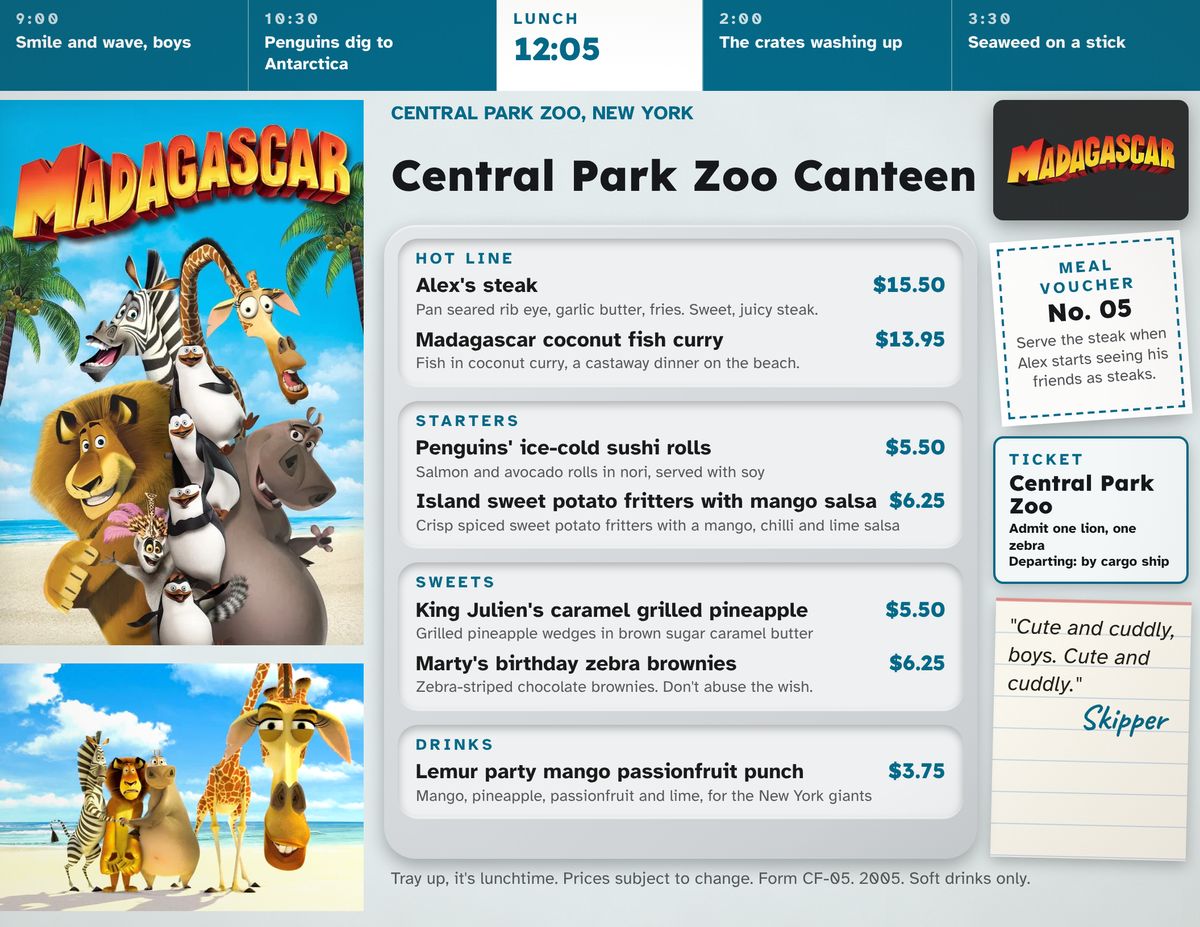 9:00
Smile and wave, boys
10:30
Penguins dig to
Antarctica
LUNCH
12:05
2:00
The crates washing up
3:30
Seaweed on a stick
MADAGASCAR
CENTRAL PARK ZOO, NEW YORK
Central Park Zoo Canteen
HOT LINE
Alex's steak $15.50
Pan seared rib eye, garlic butter, fries. Sweet, juicy steak.
Madagascar coconut fish curry $13.95
Fish in coconut curry, a castaway dinner on the beach.
STARTERS
Penguins' ice-cold sushi rolls $5.50
Salmon and avocado rolls in nori, served with soy
Island sweet potato fritters with mango salsa $6.25
Crisp spiced sweet potato fritters with a mango, chilli and lime salsa
SWEETS
King Julien's caramel grilled pineapple $5.50
Grilled pineapple wedges in brown sugar caramel butter
Marty's birthday zebra brownies $6.25
Zebra-striped chocolate brownies. Don't abuse the wish.
DRINKS
Lemur party mango passionfruit punch $3.75
Mango, pineapple, passionfruit and lime, for the New York giants
Tray up, it's lunchtime. Prices subject to change. Form CF-05. 2005. Soft drinks only.
MADAGASCAR
MEAL
VOUCHER
No. 05
Serve the steak when
Alex starts seeing his
friends as steaks.
TICKET
Central Park
Zoo
Admit one lion, one
zebra
Departing: by cargo ship
"Cute and cuddly,
boys. Cute and
cuddly."
Skipper